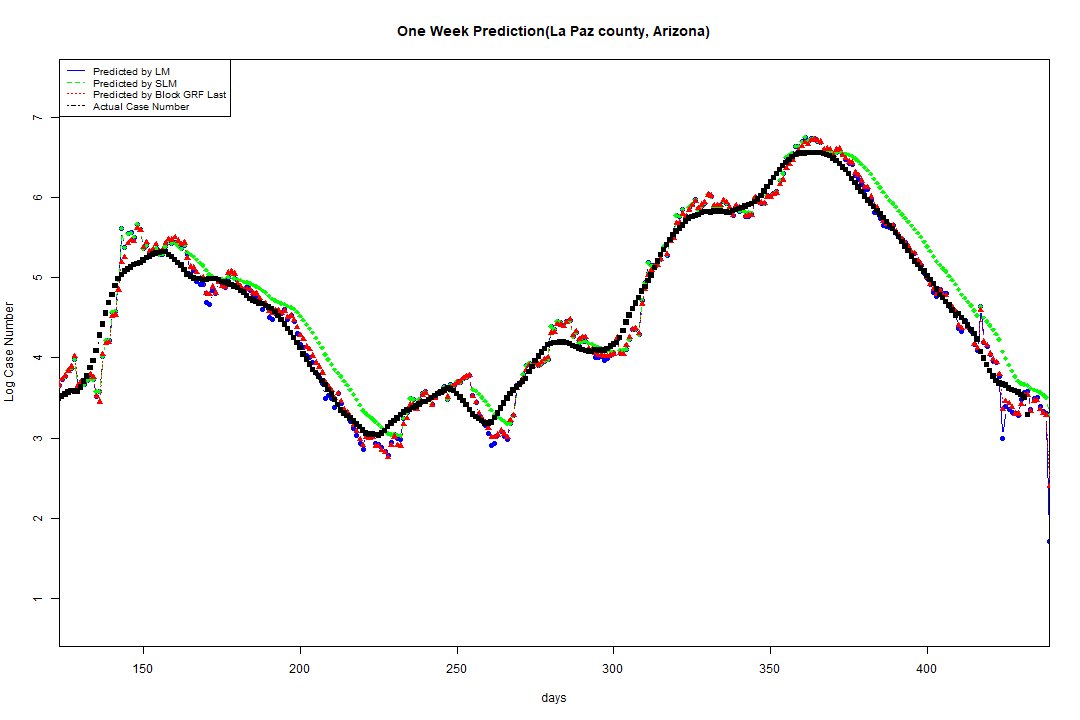 One Week Prediction(La Paz county, Arizona)
Predicted by LM
Predicted by SLM
Predicted by Block GRF Last
Actual Case Number
7
6
5
4
3
2
1
Log Case Number
150 200 250 300 350 400
days